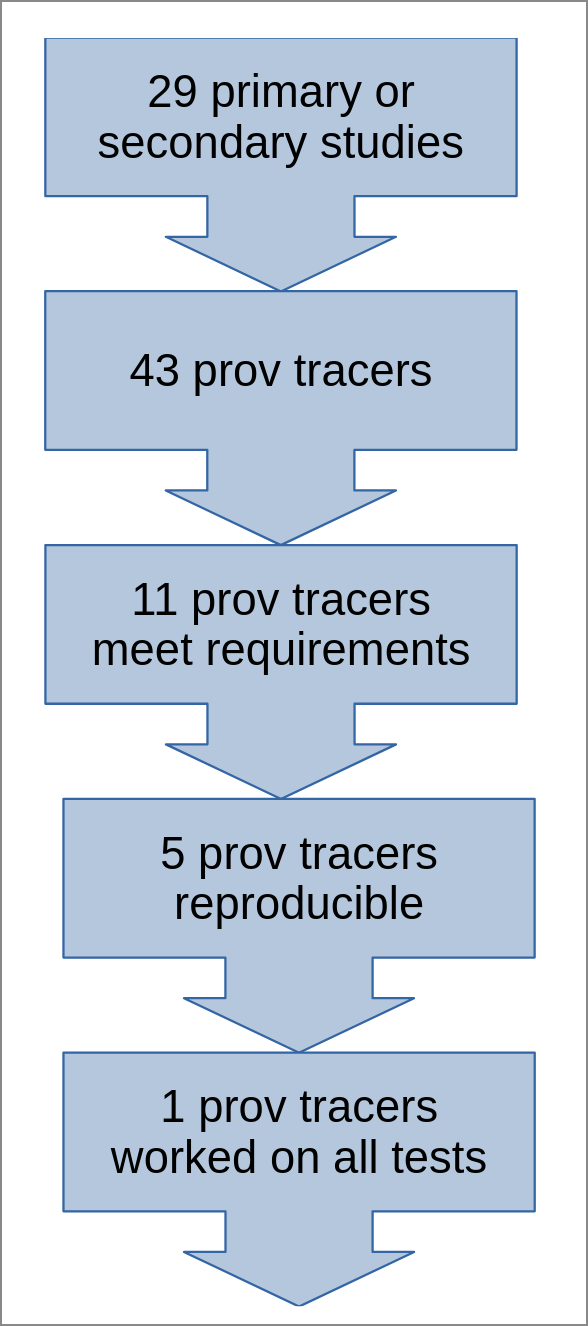 29 primary or
secondary studies
43 prov tracers
11 prov tracers
meet requirements
5 prov tracers
reproducible
1 prov tracers
worked on all tests